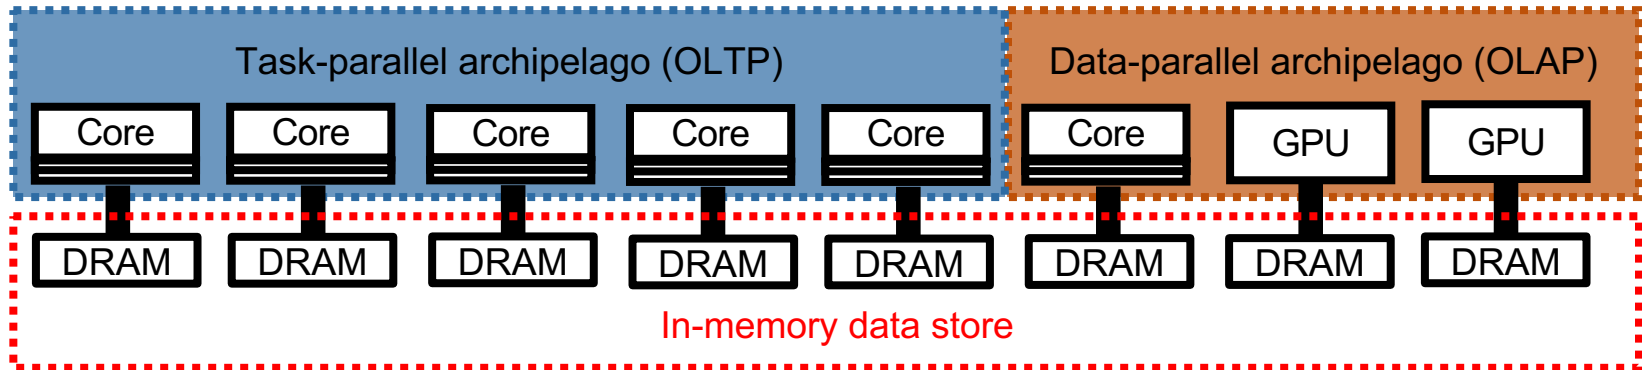 Task-parallel archipelago (OLTP) Data-parallel archipelago (OLAP)
Core Core Core Core Core Core GPU GPU
DRAM DRAM DRAM DRAM DRAM DRAM DRAM DRAM
In-memory data store